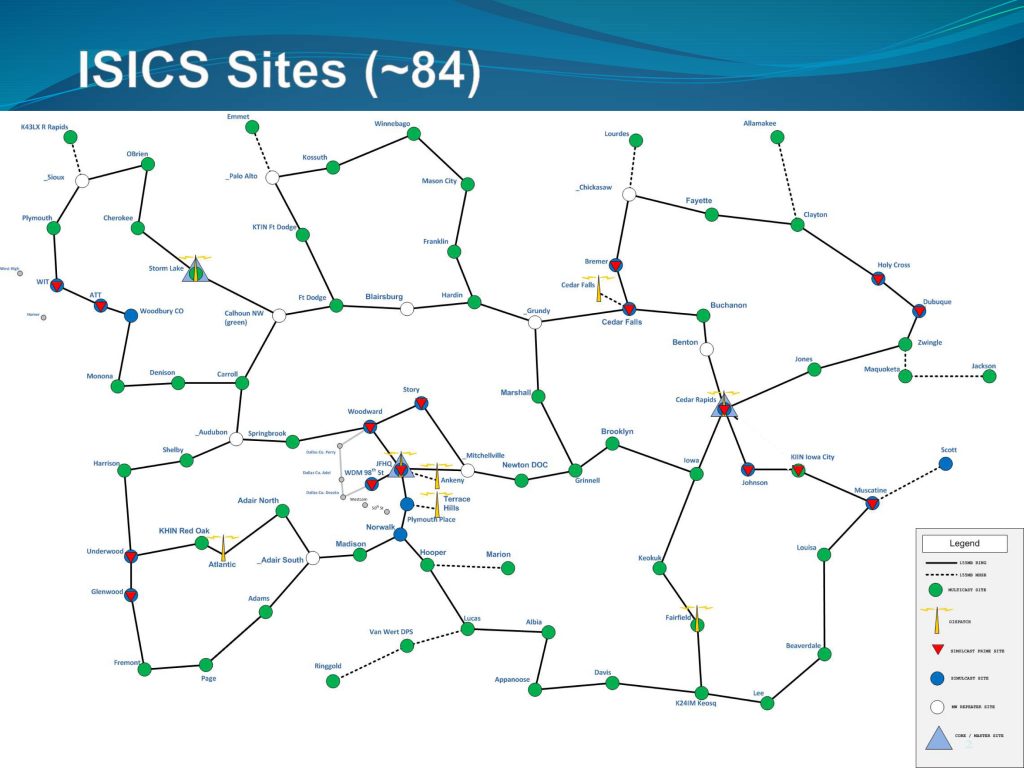 ISICS Sites (~84)
K43LX R Rapids
Emmet
Winnebago
Lourdes
Allamakee
OBrien
Kossuth
_Sioux
_Palo Alto
Mason City
_Chickasaw
Fayette
Plymouth
Cherokee
KTIN Ft Dodge
Clayton
Franklin
Storm Lake
Bremer
Holy Cross
West High
WIT
ATT
Cedar Falls
Ft Dodge
Blairsburg
Hardin
Buchanon
Dubuque
Woodbury CO
Calhoun NW
(green)
_Grundy
Cedar Falls
Benton
Zwingle
Monona
Denison
Carroll
Jones
Maquoketa
Jackson
Story
Marshall
Cedar Rapids
Woodward
_Audubon
Springbrook
Brooklyn
Shelby
Dallas Co. Perry
_Mitchellville
Scott
Harrison
JFHQ
Newton DOC
Iowa
KIIN Iowa City
Dallas Co. Adel
WDM 98th St
Ankeny
Grinnell
Johnson
Muscatine
Dallas Co. Desoto
Westside
50th St
Terrace
Hills
Adair North
Plymouth Place
KHIN Red Oak
Norwalk
Underwood
Atlantic
_Adair South
Madison
Hooper
Marion
Keokuk
Louisa
Glenwood
Adams
Lucas
Albia
Fairfield
Van Wert DPS
Fremont
Page
Ringgold
Appanoose
Davis
K24IM Keosq
Lee
Beaverdale
Legend
155MB RING
155MB MESH
MULTICAST SITE
DISPATCH
SIMULCAST PRIME SITE
SIMULCAST SITE
MW REPEATER SITE
CORE / MASTER SITE
2